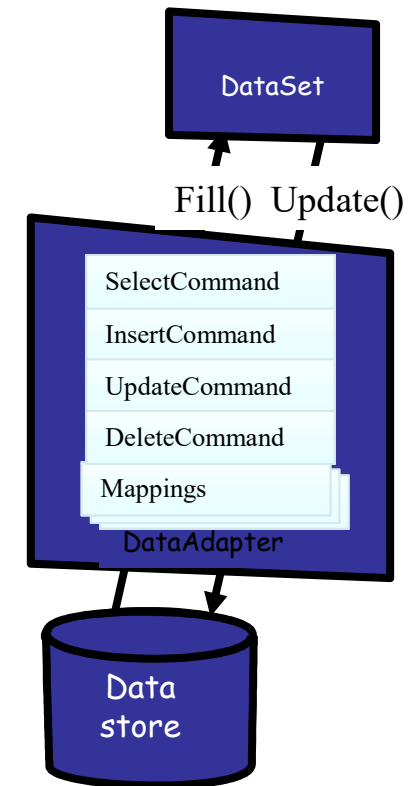 DataSet
Fill() Update()
SelectCommand
InsertCommand
UpdateCommand
DeleteCommand
Mappings
DataAdapter
Data
store